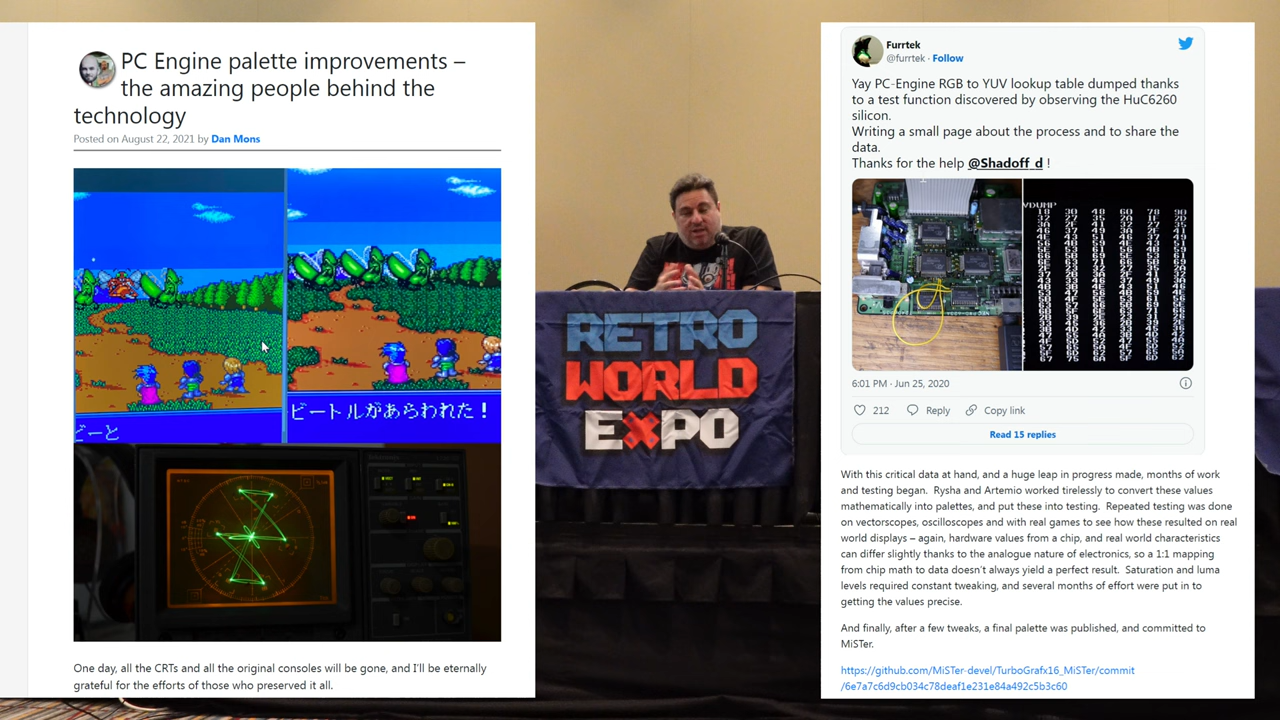 PC Engine palette improvements –
the amazing people behind the
technology
Posted on August 22, 2021 by Dan Mons
ビートルがあらわれた！
ビーと
One day, all the CRTs and all the original consoles will be gone, and I'll be eternally
grateful for the efforts of those who preserved it all.
RETRO
WORLD
EXPO
Furrtek
@furrtek · Follow
Yay PC-Engine RGB to YUV lookup table dumped thanks
to a test function discovered by observing the HuC6260
silicon.
Writing a small page about the process and to share the
data.
Thanks for the help @Shadoff_d !
VDUMP
18 30 48 60 78 90
6:01 PM · Jun 25, 2020
212 Reply Copy link
Read 15 replies
With this critical data at hand, and a huge leap in progress made, months of work
and testing began. Rysha and Artemio worked tirelessly to convert these values
mathematically into palettes, and put these into testing. Repeated testing was done
on vectorscopes, oscilloscopes and with real games to see how these resulted on real
world displays – again, hardware values from a chip, and real world characteristics
can differ slightly thanks to the analogue nature of electronics, so a 1:1 mapping
from chip math to data doesn't always yield a perfect result. Saturation and luma
levels required constant tweaking, and several months of effort were put in to
getting the values precise.
And finally, after a few tweaks, a final palette was published, and committed to
MiSTer.
https://github.com/MiSTer-devel/TurboGrafx16_MiSTer/commit
/6e7a7c6d9cb034c78deaf1e231e84a492c5b3c60